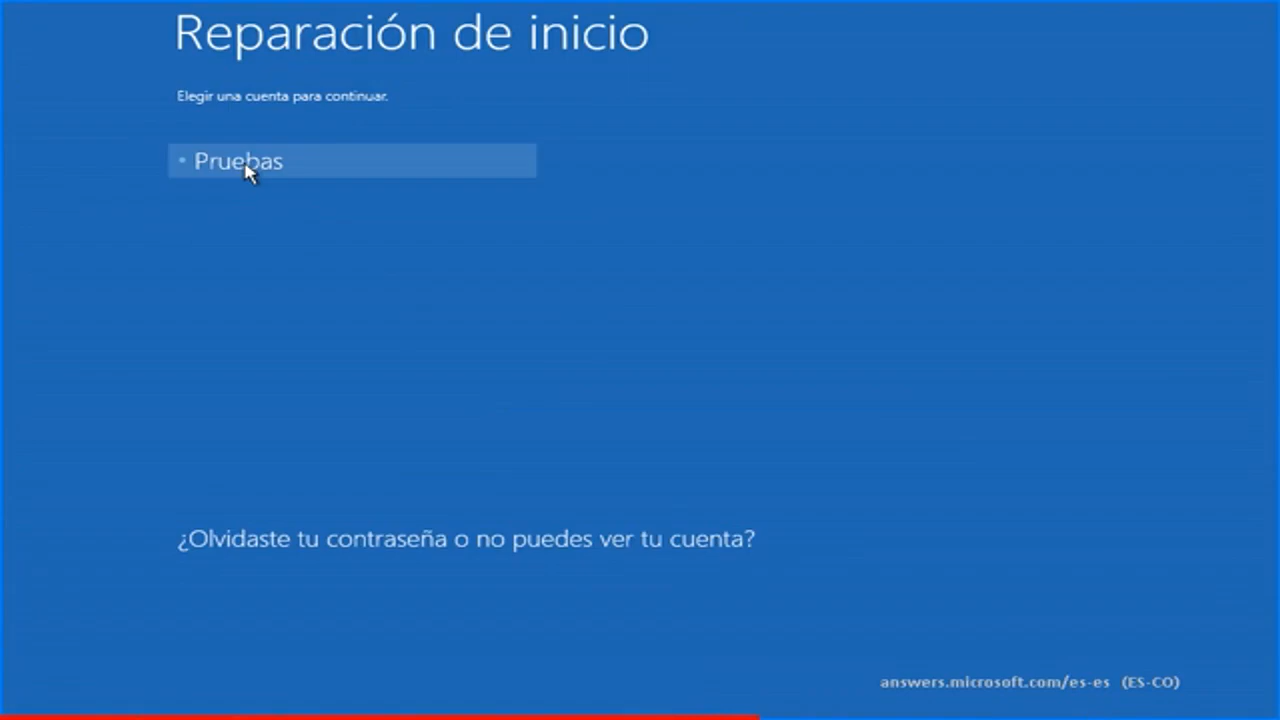 Reparación de inicio
Elegir una cuenta para continuar.
Pruebas
¿Olvidaste tu contraseña o no puedes ver tu cuenta?
answers.microsoft.com/es-es (ES-CO)